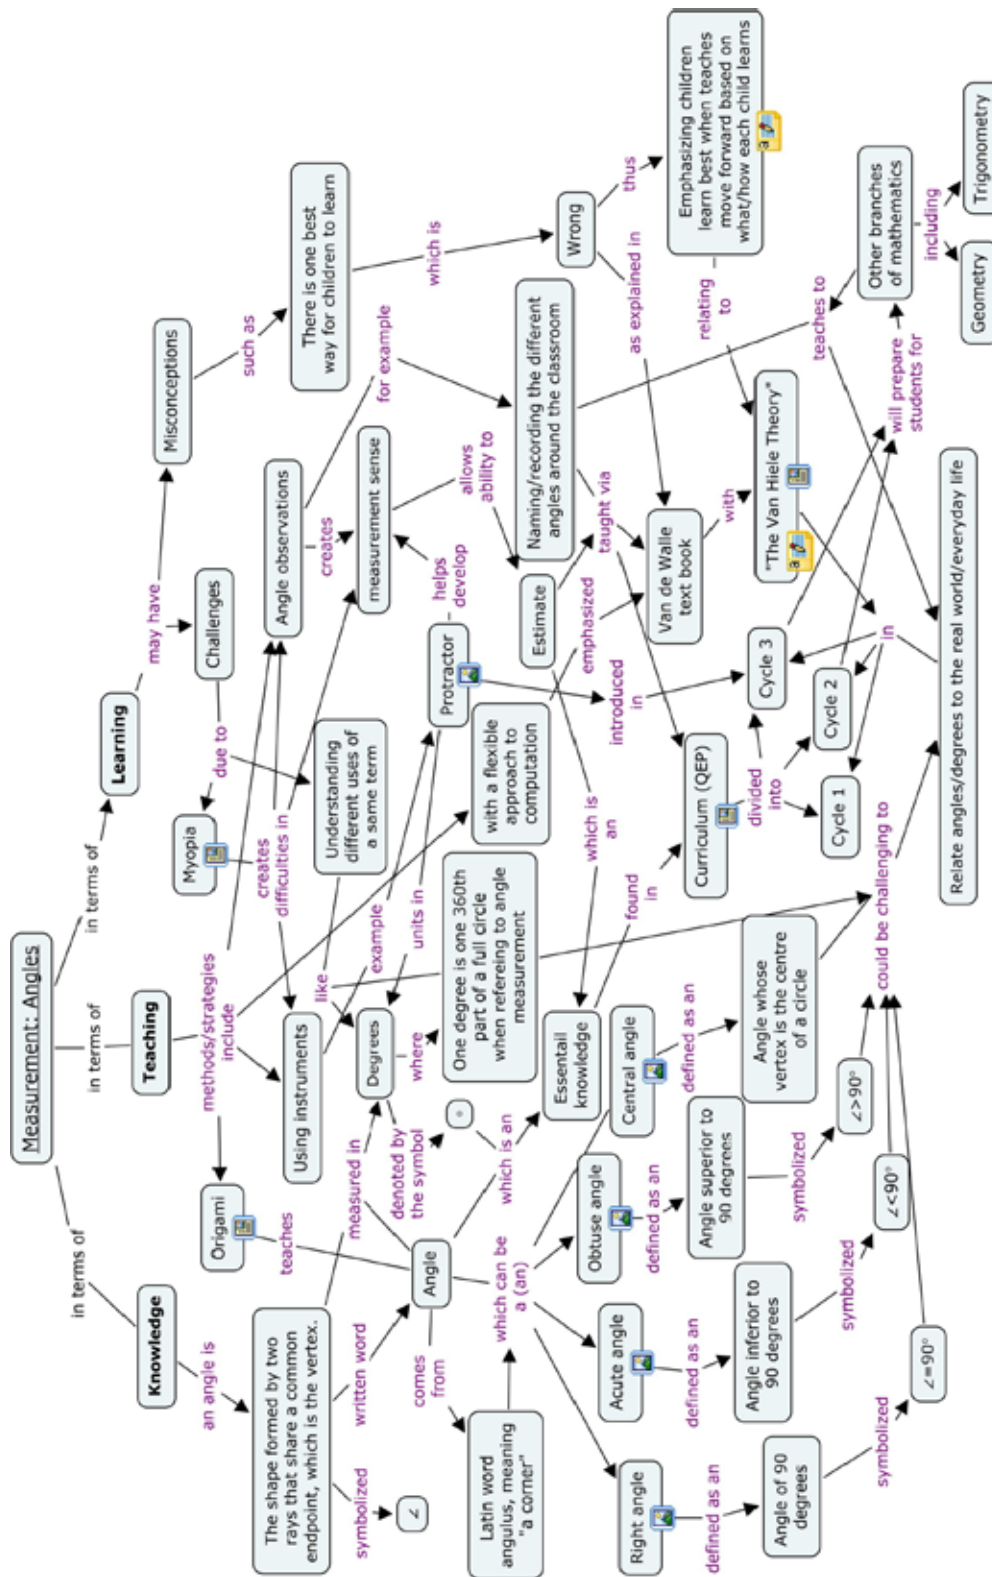 Measurement: Angles
in terms of
in terms of
in terms of
Knowledge
Teaching
Learning
an angle is
methods/strategies
include
may have
The shape formed by two
rays that share a common
endpoint, which is the vertex.
symbolized
∠
written word
Origami
teaches
Using instruments
Myopia
due to
Challenges
Misconceptions
such as
There is one best
way for children to learn
which is
Wrong
thus
Emphasizing children
learn best when teaches
move forward based on
what/how each child learns
a
as explained in
relating
to
creates
difficulties in
Understanding
different uses of
a same term
like
Angle observations
creates
for example
measurement sense
allows
ability to
helps
develop
Protractor
example
units in
measured in
Degrees
where
denoted by
the symbol
°
One degree is one 360th
part of a full circle
when refereing to angle
measurement
with a flexible
approach to
computation
Naming/recording the different
angles around the classroom
Estimate
taught via
emphasized
Van de Walle
text book
with
"The Van Hiele Theory"
a
in
introduced
in
which is
an
Angle
comes
from
Latin word
angulus, meaning
"a corner"
which can be
a (an)
which is an
Essentail
knowledge
found
in
Curriculum (QEP)
divided
into
Cycle 1
Cycle 2
Cycle 3
will prepare
students for
Other branches
of mathematics
including
Geometry
Trigonometry
teaches to
Right angle
defined as an
Angle of 90
degrees
symbolized
∠=90°
Acute angle
defined as an
Angle inferior to
90 degrees
symbolized
∠<90°
Obtuse angle
defined as an
Angle superior to
90 degrees
symbolized
∠>90°
Central angle
defined as an
Angle whose
vertex is the centre
of a circle
could be challenging to
Relate angles/degrees to the real world/everyday life